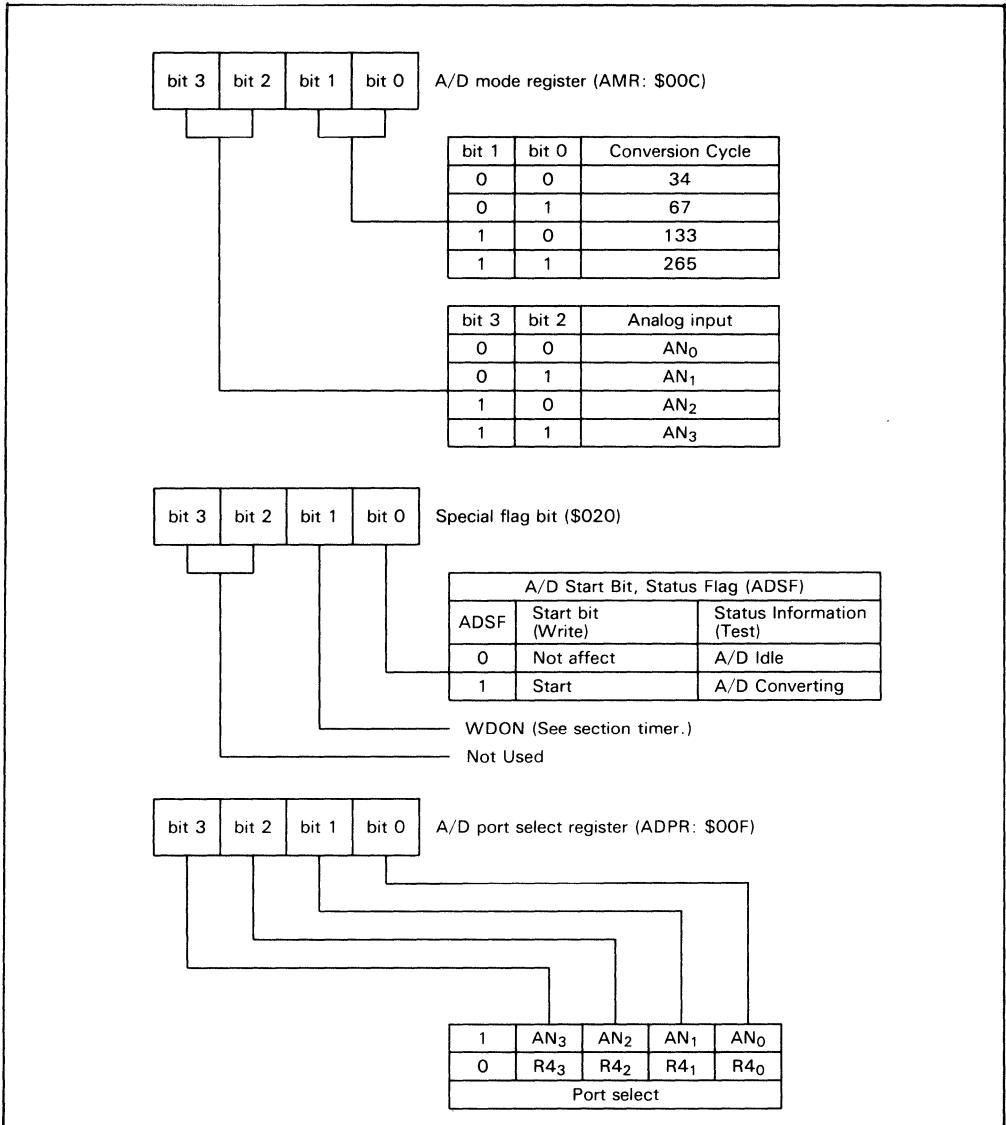 bit 3 bit 2 bit 1 bit 0 A/D mode register (AMR: $00C)
bit 1 bit 0 Conversion Cycle
0 0 34
0 1 67
1 0 133
1 1 265
bit 3 bit 2 Analog input
0 0 AN₀
0 1 AN₁
1 0 AN₂
1 1 AN₃
bit 3 bit 2 bit 1 bit 0 Special flag bit ($020)
A/D Start Bit, Status Flag (ADSF)
ADSF Start bit (Write) Status Information (Test)
0 Not affect A/D Idle
1 Start A/D Converting
WDON (See section timer.)
Not Used
bit 3 bit 2 bit 1 bit 0 A/D port select register (ADPR: $00F)
1 AN₃ AN₂ AN₁ AN₀
0 R4₃ R4₂ R4₁ R4₀
Port select